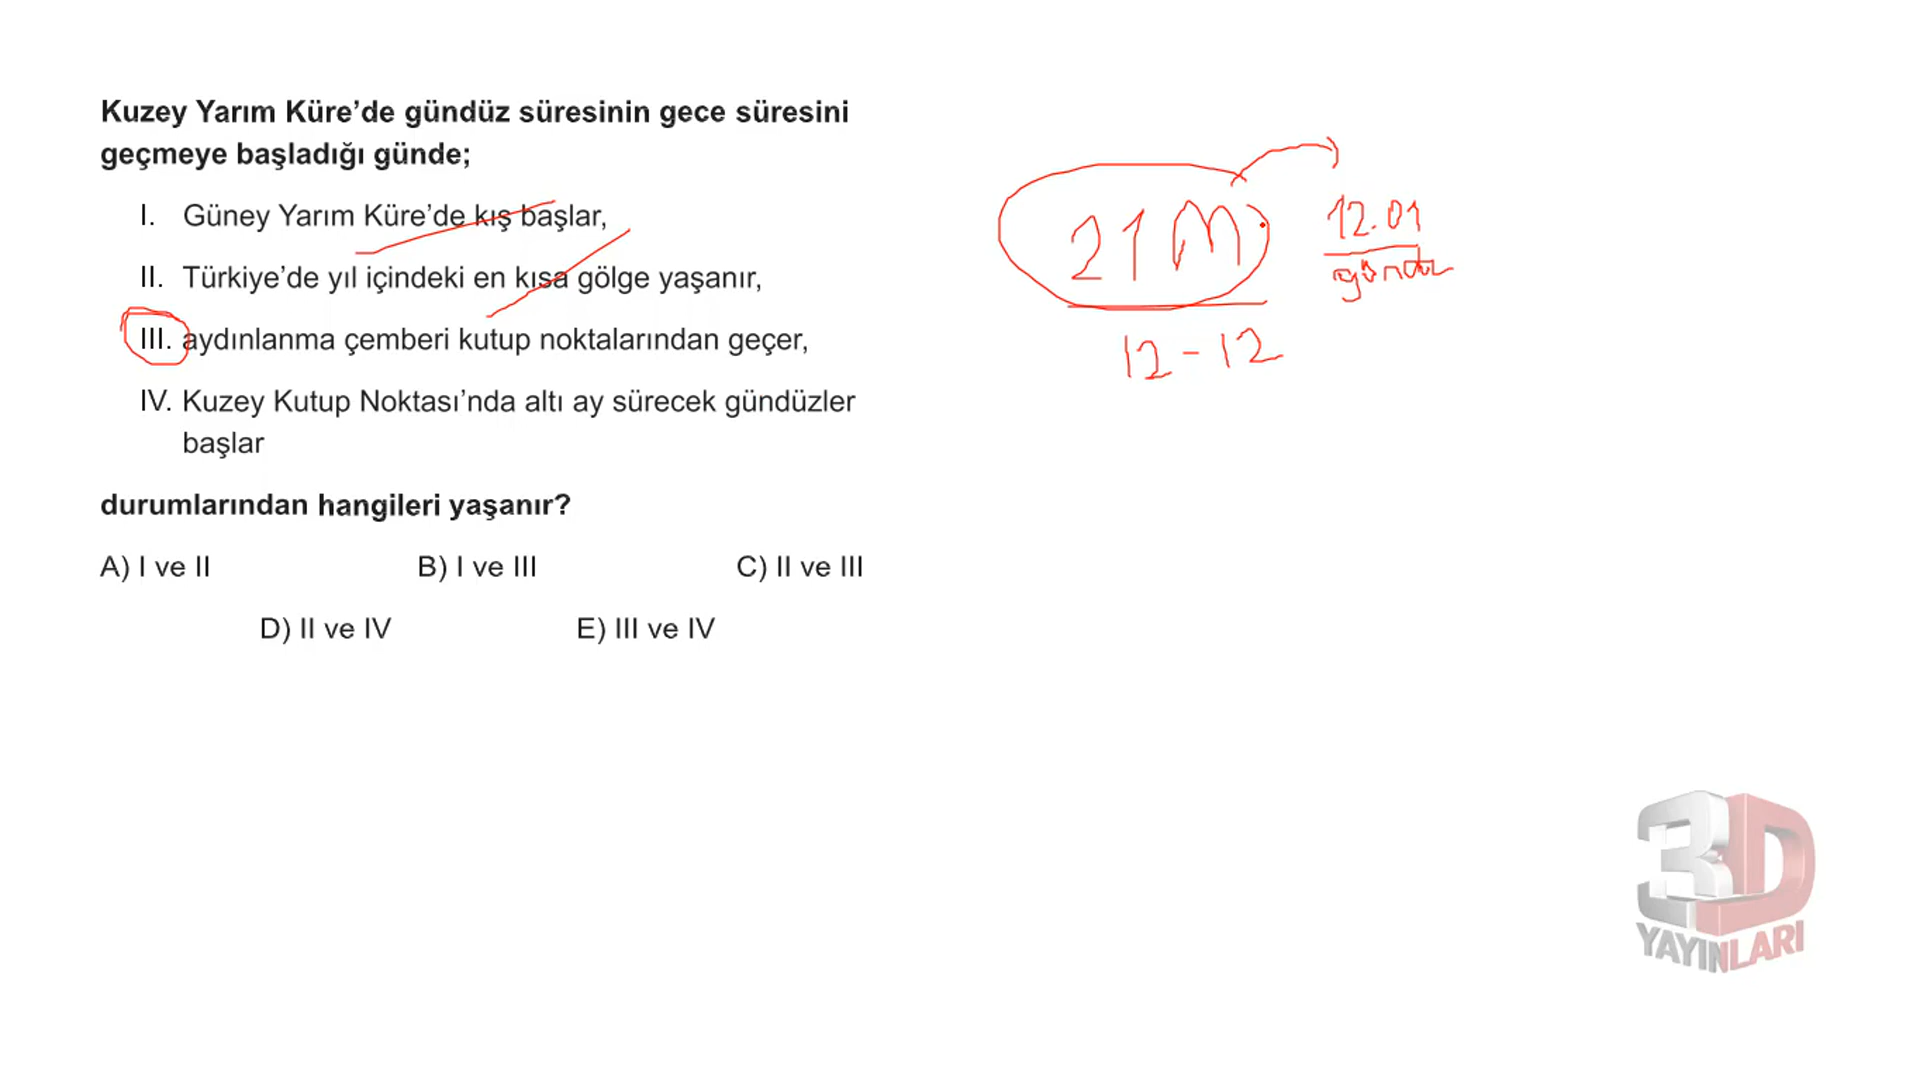 Kuzey Yarım Küre’de gündüz süresinin gece süresini
geçmeye başladığı günde;
I. Güney Yarım Küre’de kış başlar,
II. Türkiye’de yıl içindeki en kısa gölge yaşanır,
III. aydınlanma çemberi kutup noktalarından geçer,
IV. Kuzey Kutup Noktası’nda altı ay sürecek gündüzler
başlar
durumlarından hangileri yaşanır?
A) I ve II B) I ve III C) II ve III
D) II ve IV E) III ve IV
21 M
12.01
gündüz
12-12
3D
YAYINLARI